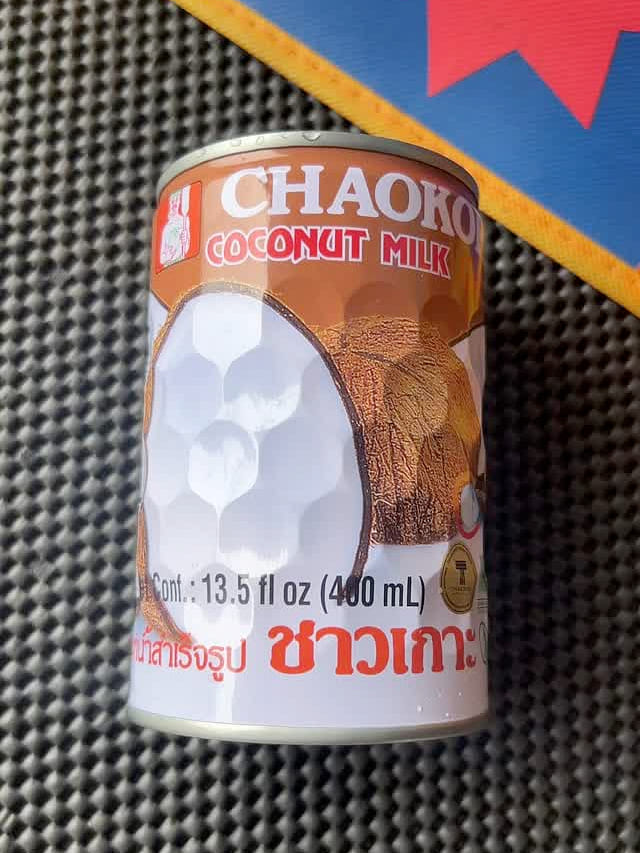 CHAOKO
COCONUT MILK
Conf.: 13.5 fl oz (400 mL)
น้ำสำเร็จรูป ชาวเกาะ